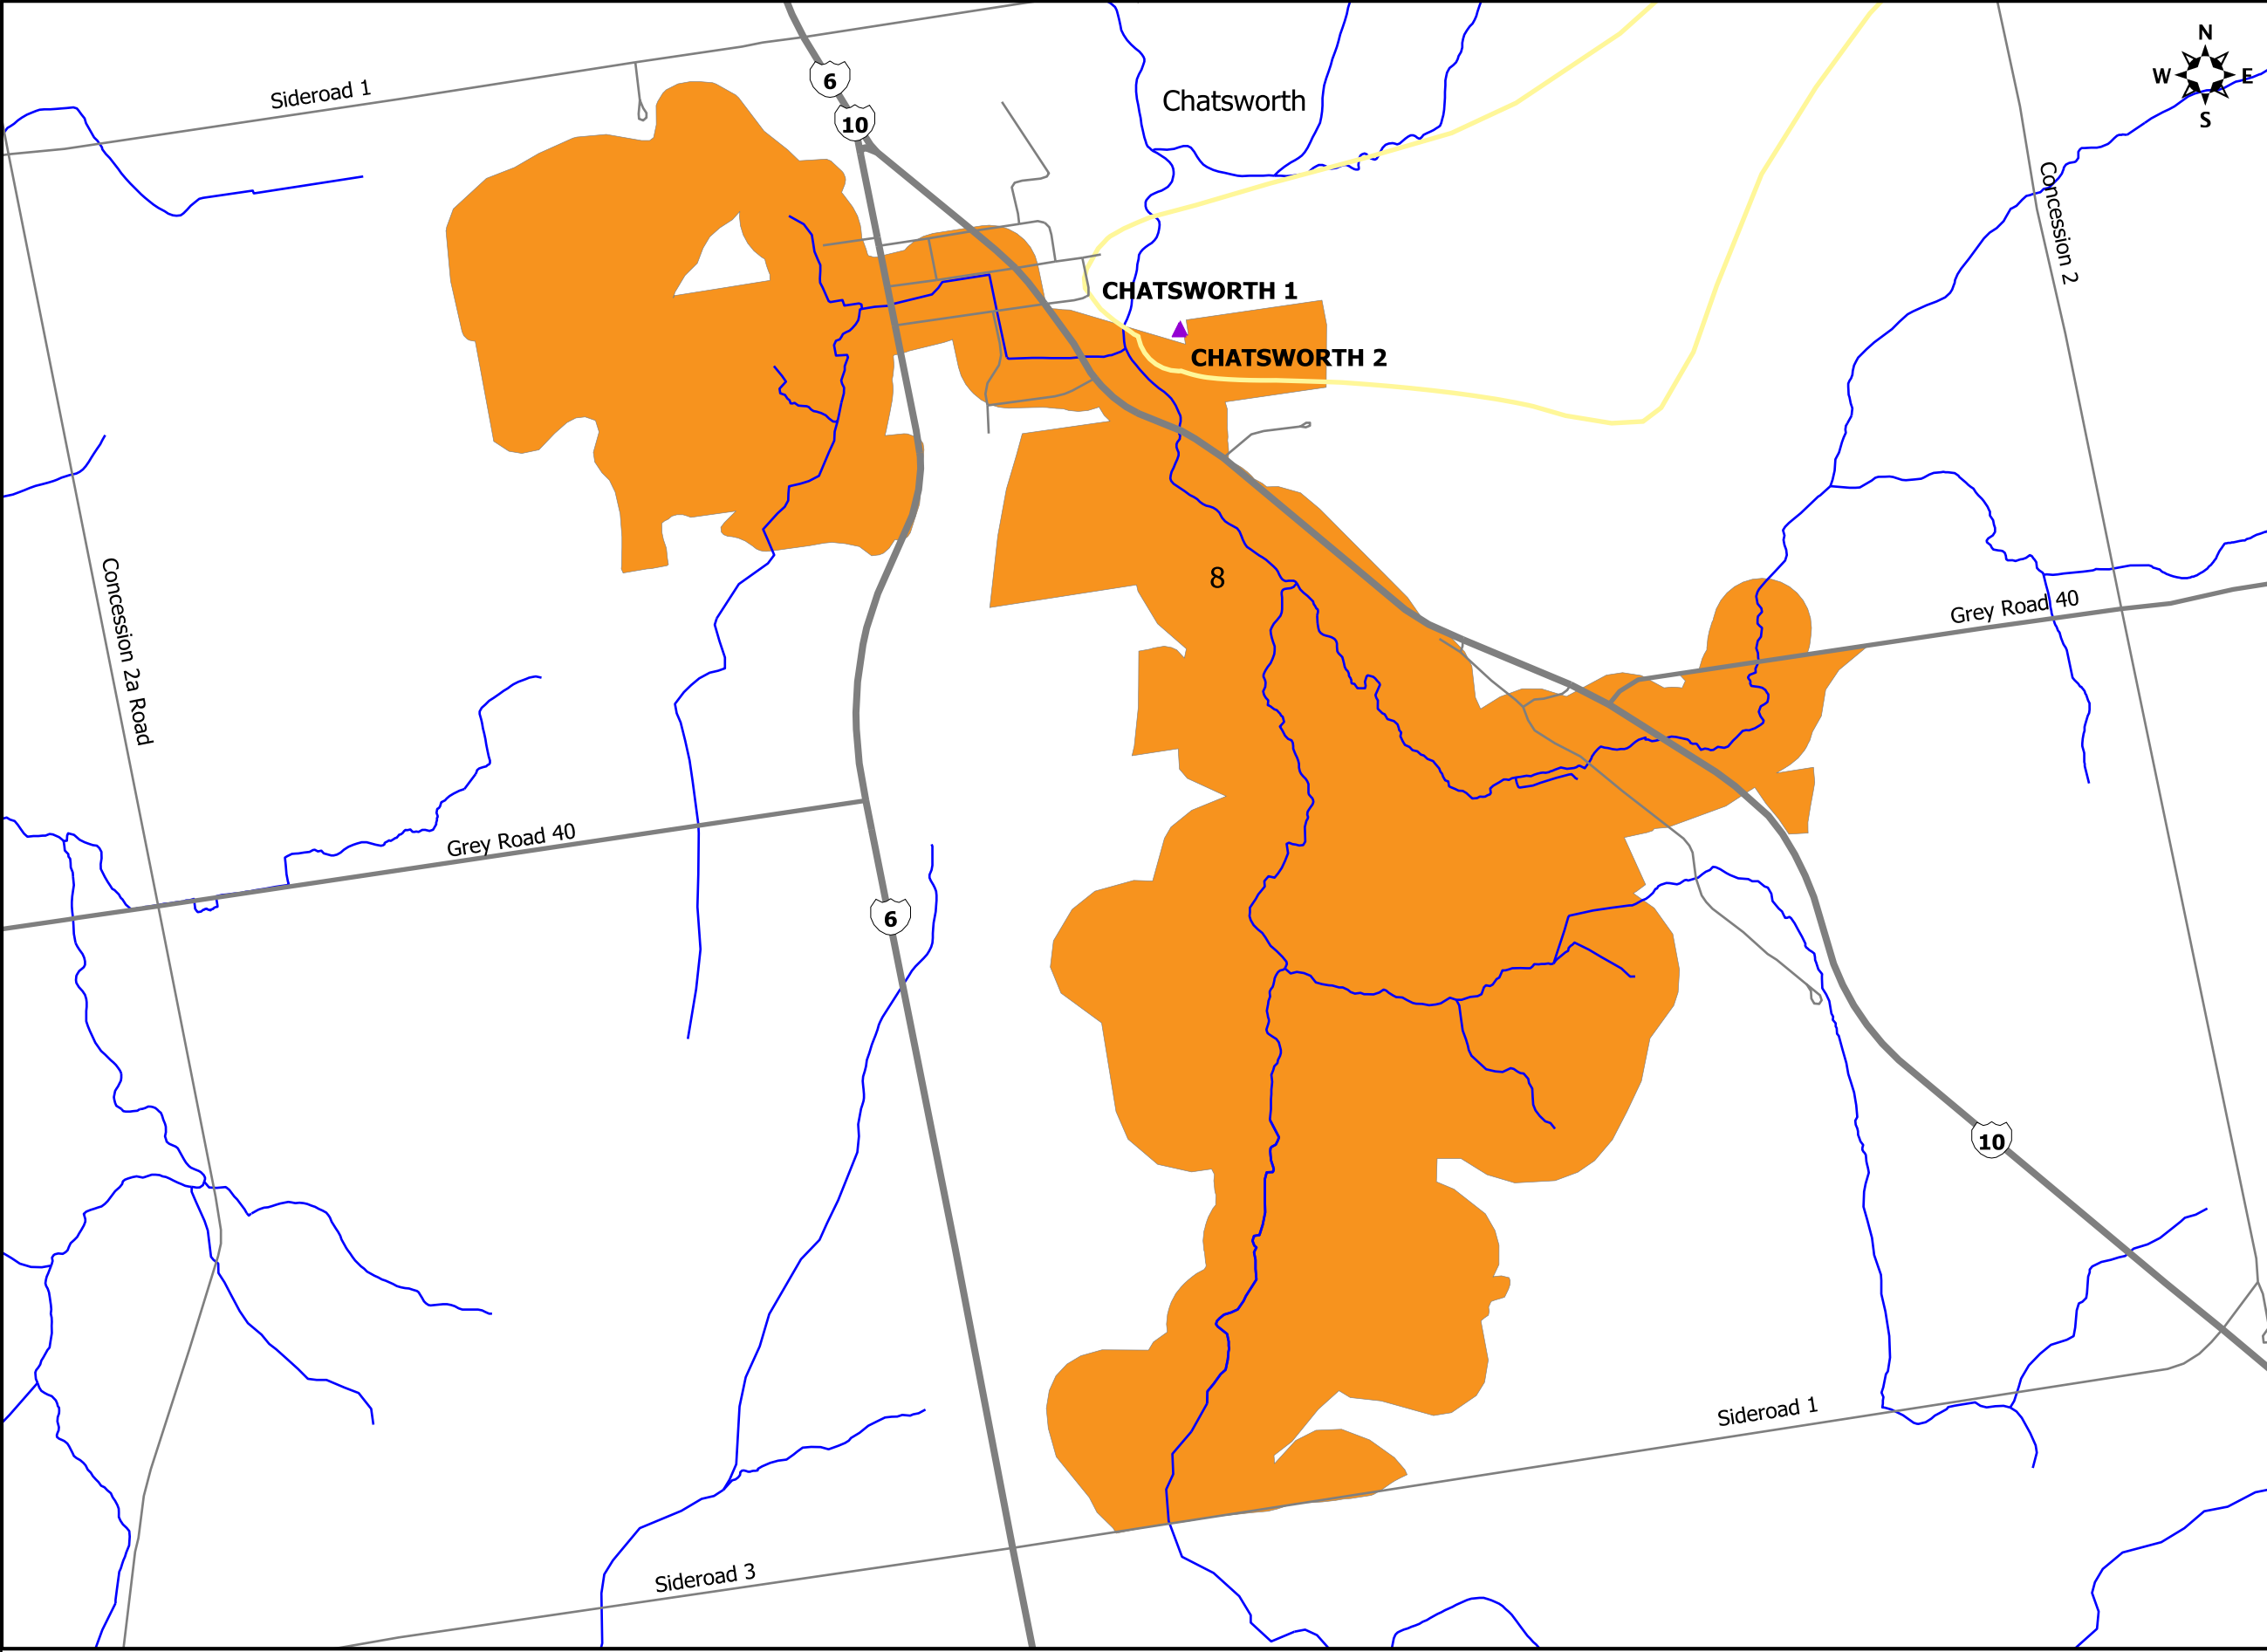 N
W E
S
Sideroad 1
6
10
Chatsworth
Concession 2
CHATSWORTH 1
CHATSWORTH 2
8
Concession 2a Road
Grey Road 40
Grey Road 40
6
10
Sideroad 1
Sideroad 3